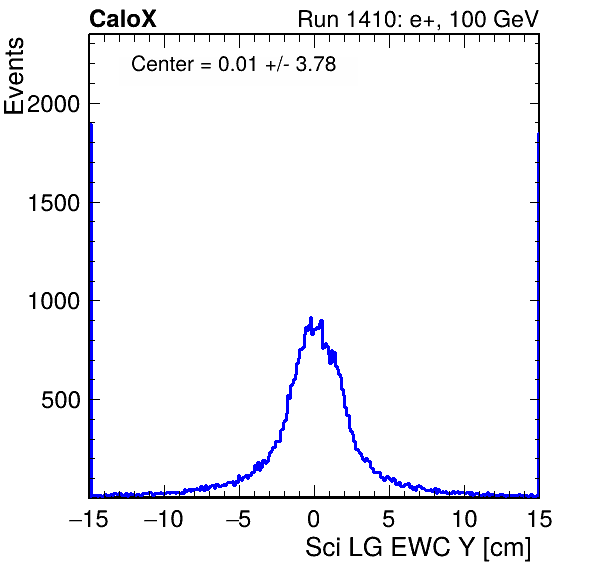 CaloX Run 1410: e+, 100 GeV
Center = 0.01 +/- 3.78
Events
2000
1500
1000
500
−15 −10 −5 0 5 10 15
Sci LG EWC Y [cm]